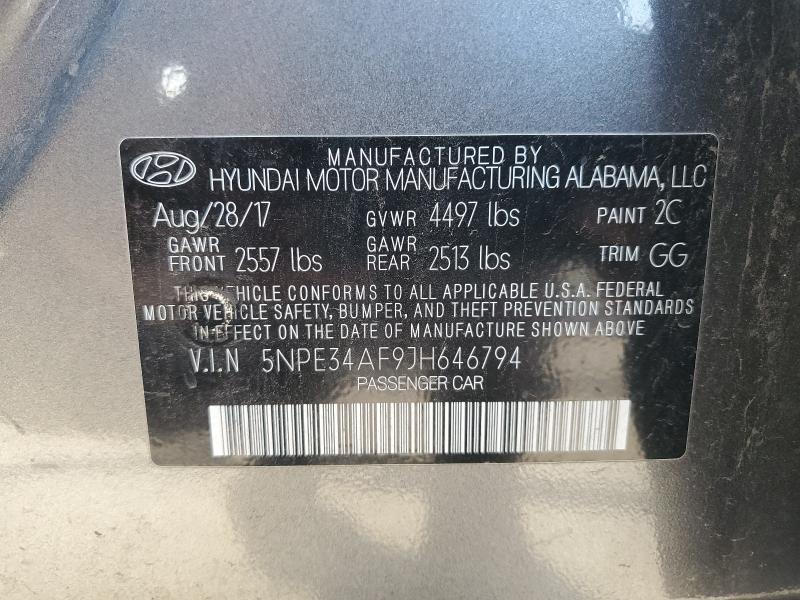 MANUFACTURED BY
HYUNDAI MOTOR MANUFACTURING ALABAMA, LLC
Aug/28/17 GVWR 4497 lbs PAINT 2C
GAWR FRONT 2557 lbs GAWR REAR 2513 lbs TRIM GG
THIS VEHICLE CONFORMS TO ALL APPLICABLE U.S.A. FEDERAL
MOTOR VEHICLE SAFETY, BUMPER, AND THEFT PREVENTION STANDARDS
IN EFFECT ON THE DATE OF MANUFACTURE SHOWN ABOVE
V.I.N 5NPE34AF9JH646794
PASSENGER CAR